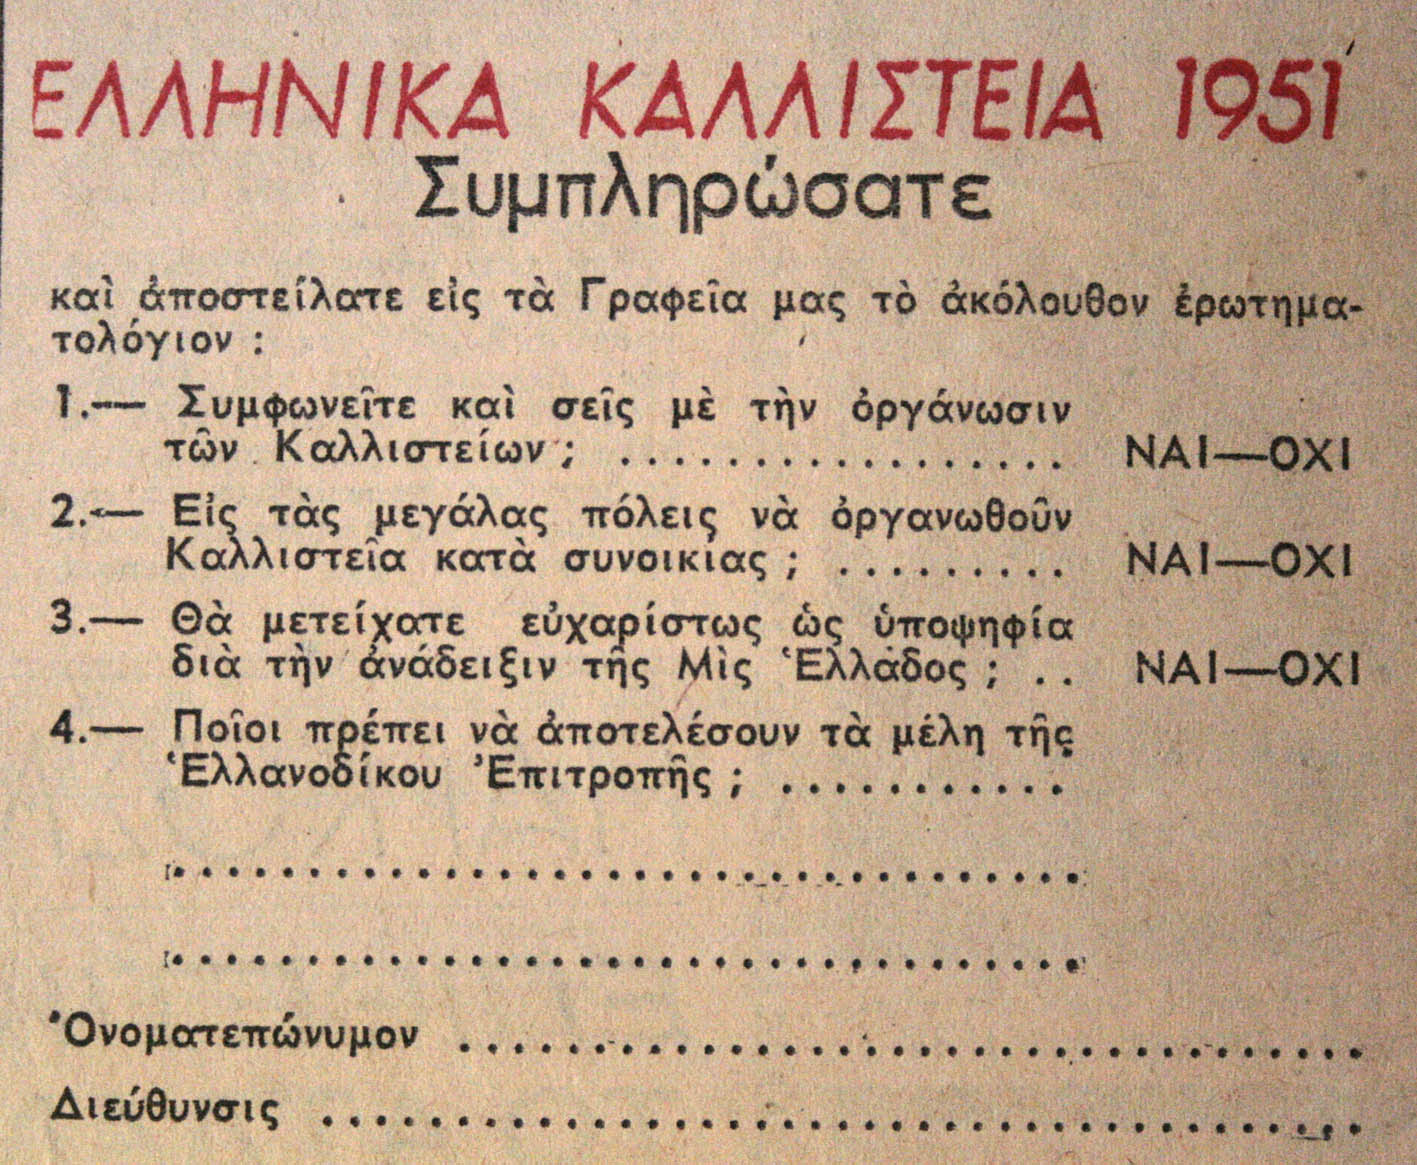 ΕΛΛΗΝΙΚΑ ΚΑΛΛΙΣΤΕΙΑ 1951
Συμπληρώσατε
καὶ ἀποστείλατε εἰς τὰ Γραφεῖα μας τὸ ἀκόλουθον ἐρωτημα-
τολόγιον :
1.— Συμφωνεῖτε καὶ σεῖς μὲ τὴν ὀργάνωσιν
τῶν Καλλιστείων ; ................. ΝΑΙ—ΟΧΙ
2.— Εἰς τὰς μεγάλας πόλεις νὰ ὀργανωθοῦν
Καλλιστεῖα κατὰ συνοικίας ; ......... ΝΑΙ—ΟΧΙ
3.— Θὰ μετείχατε εὐχαρίστως ὡς ὑποψηφία
διὰ τὴν ἀνάδειξιν τῆς Μὶς Ἑλλάδος ; .. ΝΑΙ—ΟΧΙ
4.— Ποῖοι πρέπει νὰ ἀποτελέσουν τὰ μέλη τῆς
Ἑλλανοδίκου Ἐπιτροπῆς ; ...........
..................................
..................................
Ὀνοματεπώνυμον ..................................
Διεύθυνσις .......................................